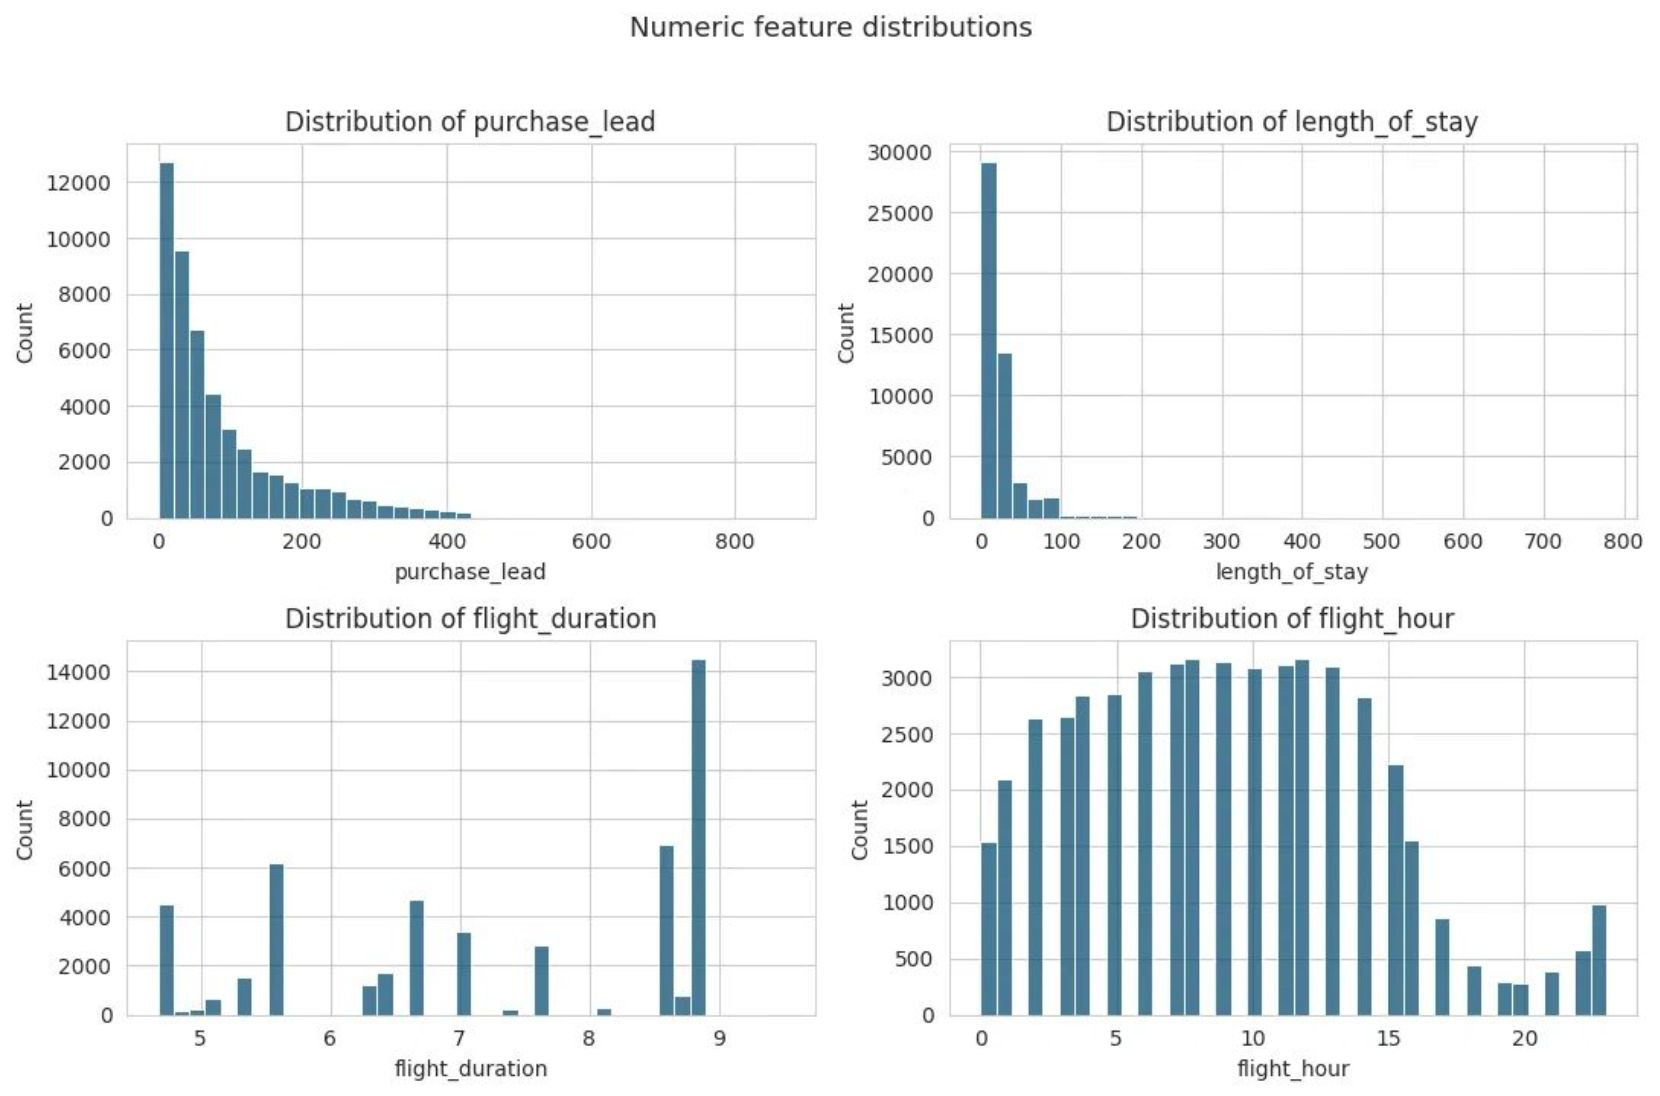 Numeric feature distributions
Distribution of purchase_lead
12000
10000
8000
6000
4000
2000
0
Count
0 200 400 600 800
purchase_lead
Distribution of length_of_stay
30000
25000
20000
15000
10000
5000
0
Count
0 100 200 300 400 500 600 700 800
length_of_stay
Distribution of flight_duration
14000
12000
10000
8000
6000
4000
2000
0
Count
5 6 7 8 9
flight_duration
Distribution of flight_hour
3000
2500
2000
1500
1000
500
0
Count
0 5 10 15 20
flight_hour